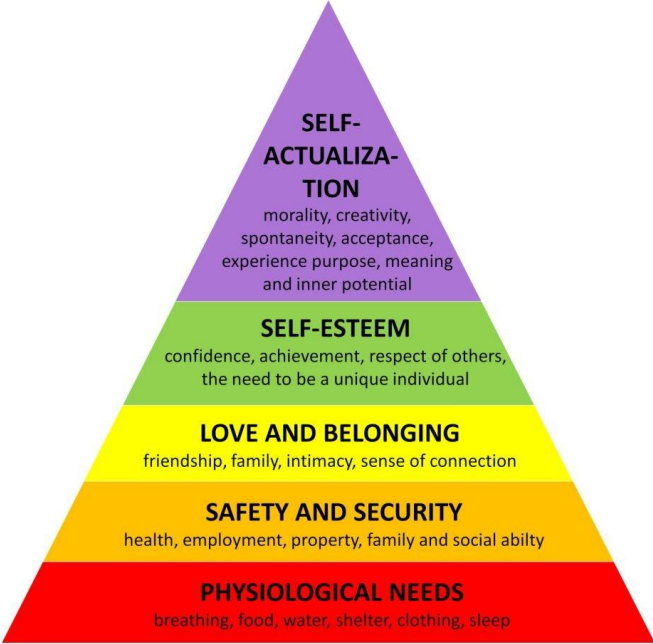 SELF-
ACTUALIZA-
TION
morality, creativity,
spontaneity, acceptance,
experience purpose, meaning
and inner potential
SELF-ESTEEM
confidence, achievement, respect of others,
the need to be a unique individual
LOVE AND BELONGING
friendship, family, intimacy, sense of connection
SAFETY AND SECURITY
health, employment, property, family and social abilty
PHYSIOLOGICAL NEEDS
breathing, food, water, shelter, clothing, sleep